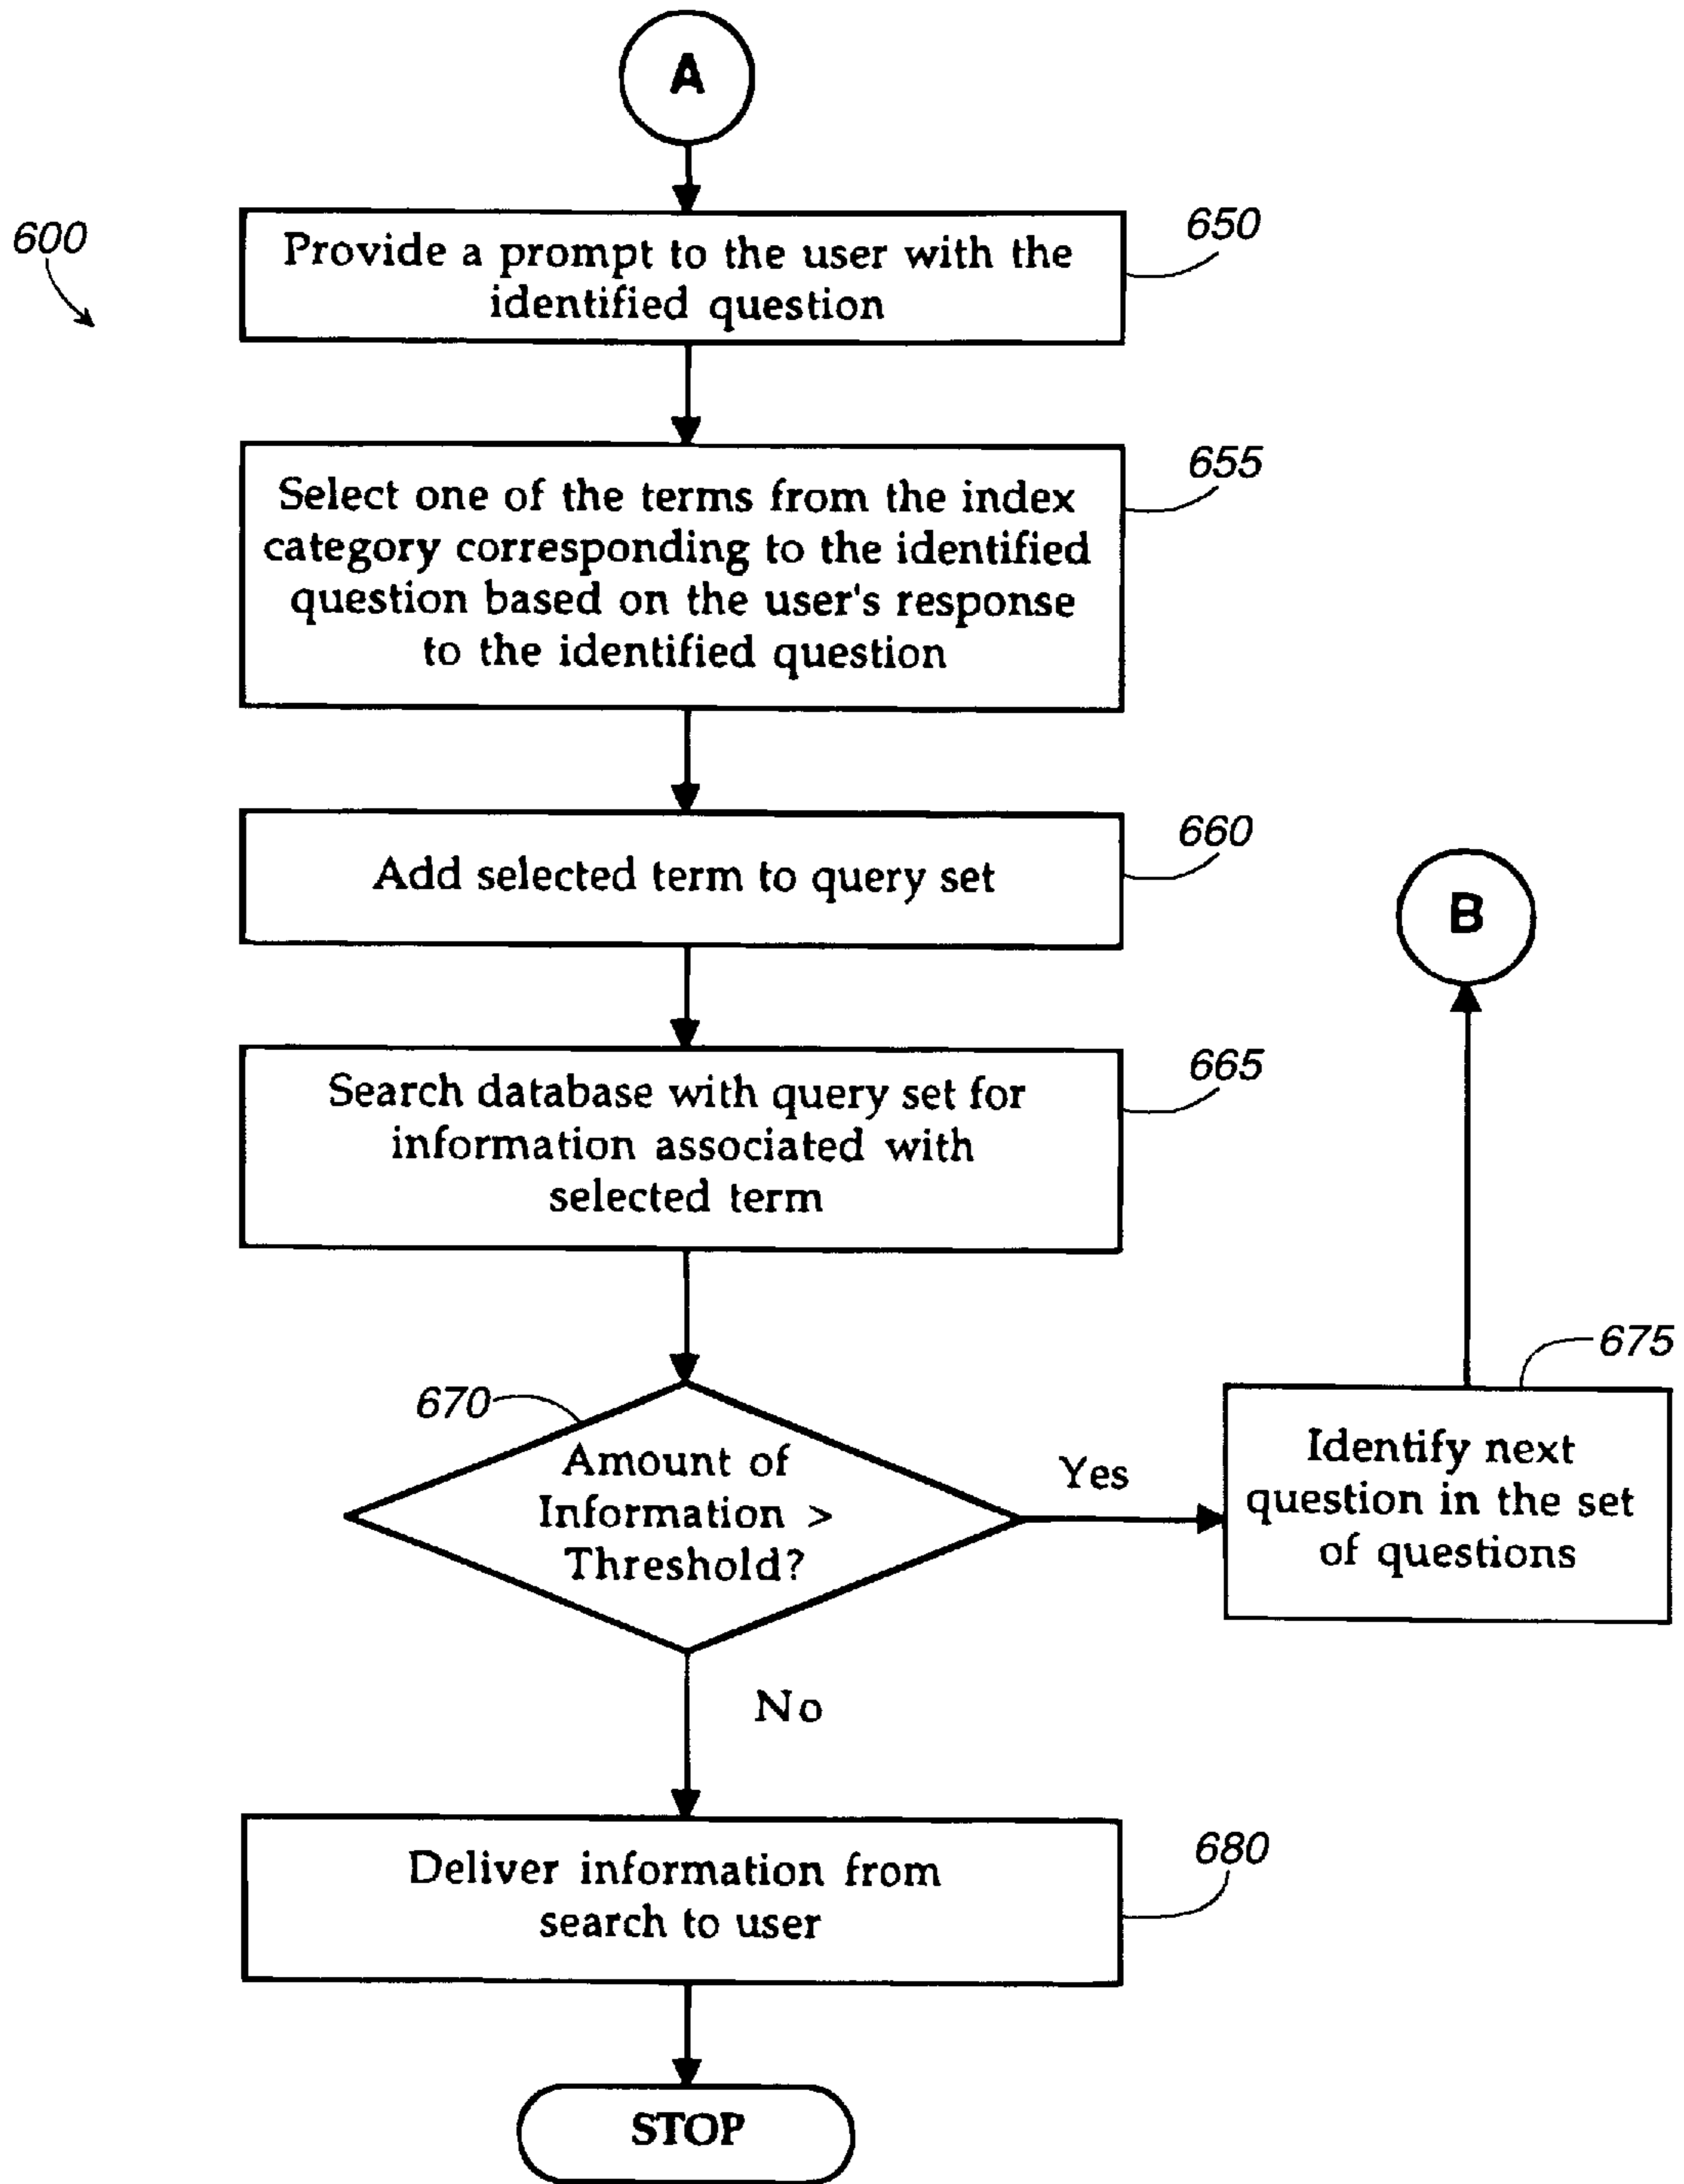 A
600
650
Provide a prompt to the user with the
identified question
655
Select one of the terms from the index
category corresponding to the identified
question based on the user's response
to the identified question
660
Add selected term to query set
B
665
Search database with query set for
information associated with
selected term
670
Amount of
Information >
Threshold?
Yes
675
Identify next
question in the set
of questions
No
680
Deliver information from
search to user
STOP